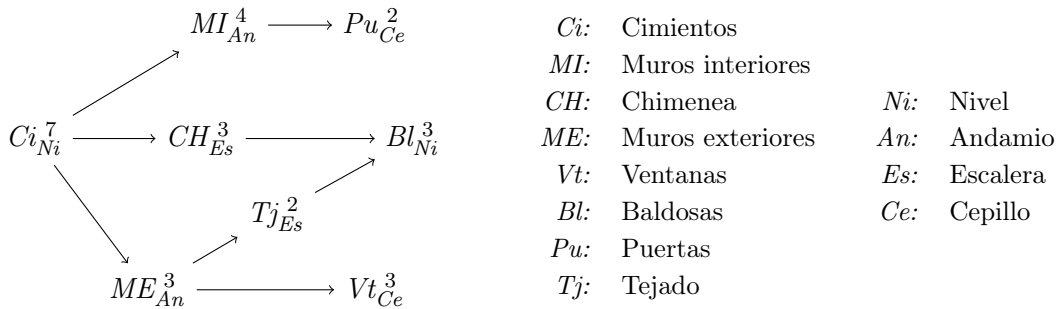 MI 4 An Pu 2 Ce
Ci 7 Ni CH 3 Es Bl 3 Ni
Tj 2 Es
ME 3 An Vt 3 Ce
Ci: Cimientos
MI: Muros interiores
CH: Chimenea Ni: Nivel
ME: Muros exteriores An: Andamio
Vt: Ventanas Es: Escalera
Bl: Baldosas Ce: Cepillo
Pu: Puertas
Tj: Tejado